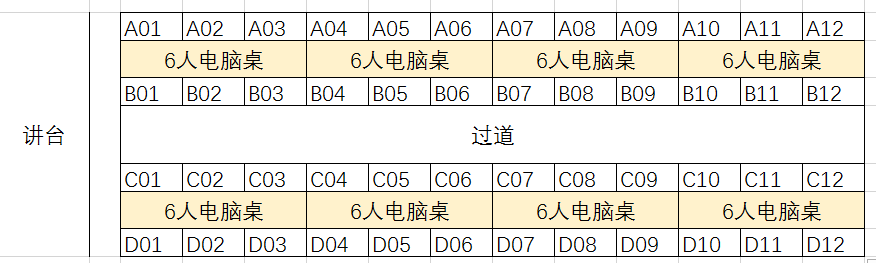 A01 A02 A03 A04 A05 A06 A07 A08 A09 A10 A11 A12
6人电脑桌 6人电脑桌 6人电脑桌 6人电脑桌
B01 B02 B03 B04 B05 B06 B07 B08 B09 B10 B11 B12
讲台 过道
C01 C02 C03 C04 C05 C06 C07 C08 C09 C10 C11 C12
6人电脑桌 6人电脑桌 6人电脑桌 6人电脑桌
D01 D02 D03 D04 D05 D06 D07 D08 D09 D10 D11 D12